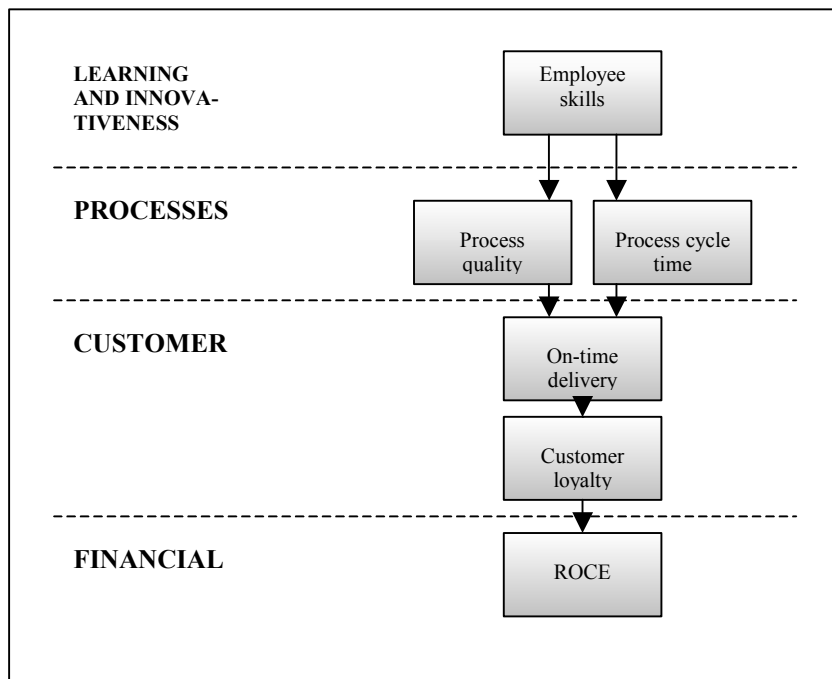 LEARNING
AND INNOVA-
TIVENESS
Employee
skills
PROCESSES
Process
quality
Process cycle
time
CUSTOMER
On-time
delivery
Customer
loyalty
FINANCIAL
ROCE